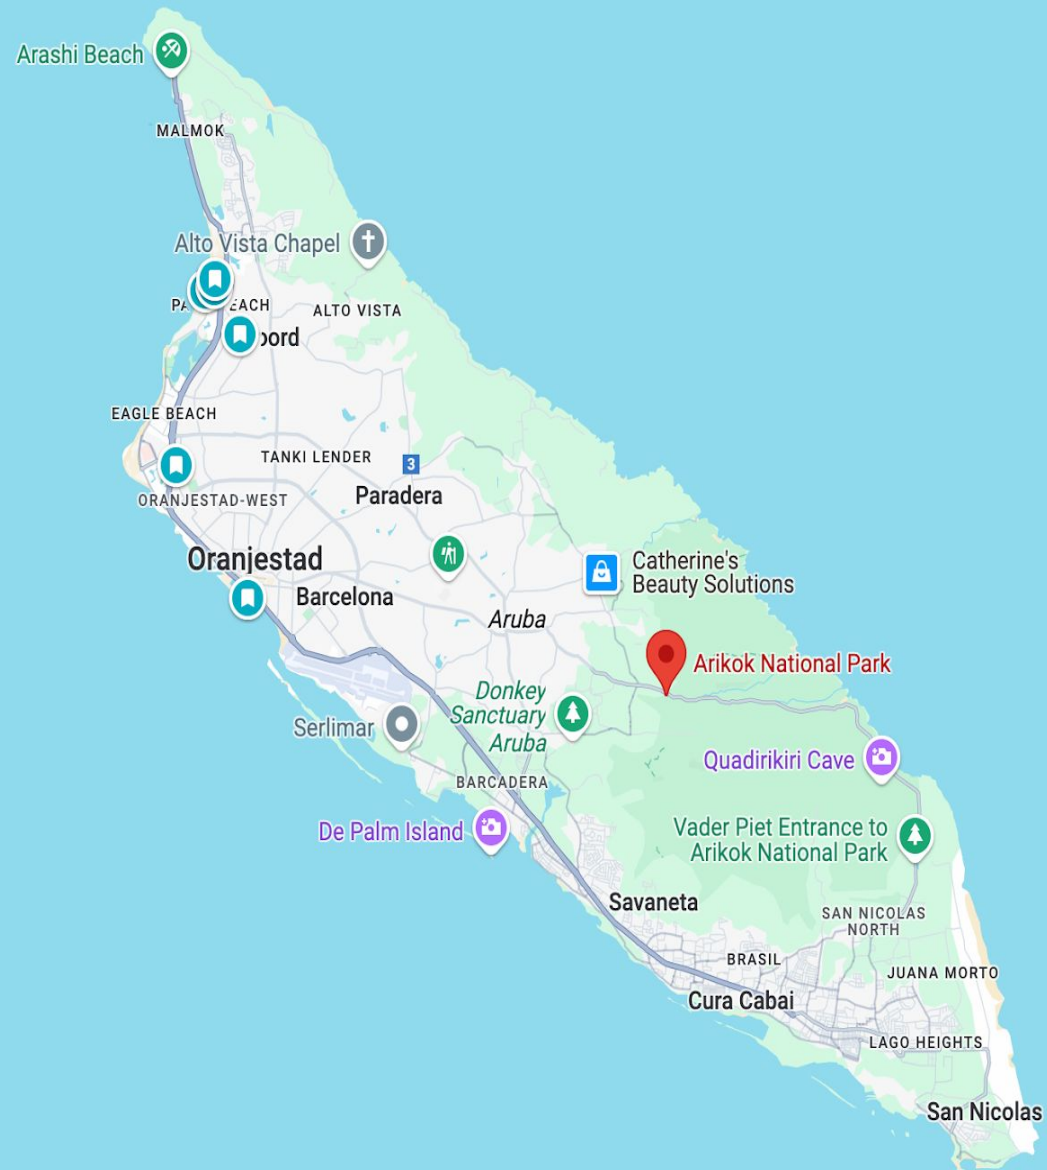 Arashi Beach
MALMOK
Alto Vista Chapel
ALTO VISTA
EAGLE BEACH
TANKI LENDER
3
Paradera
ORANJESTAD-WEST
Oranjestad
Barcelona
Catherine's
Beauty Solutions
Aruba
Arikok National Park
Donkey
Sanctuary
Aruba
Serlimar
Quadirikiri Cave
BARCADERA
De Palm Island
Vader Piet Entrance to
Arikok National Park
Savaneta
SAN NICOLAS
NORTH
BRASIL
JUANA MORTO
Cura Cabai
LAGO HEIGHTS
San Nicolas